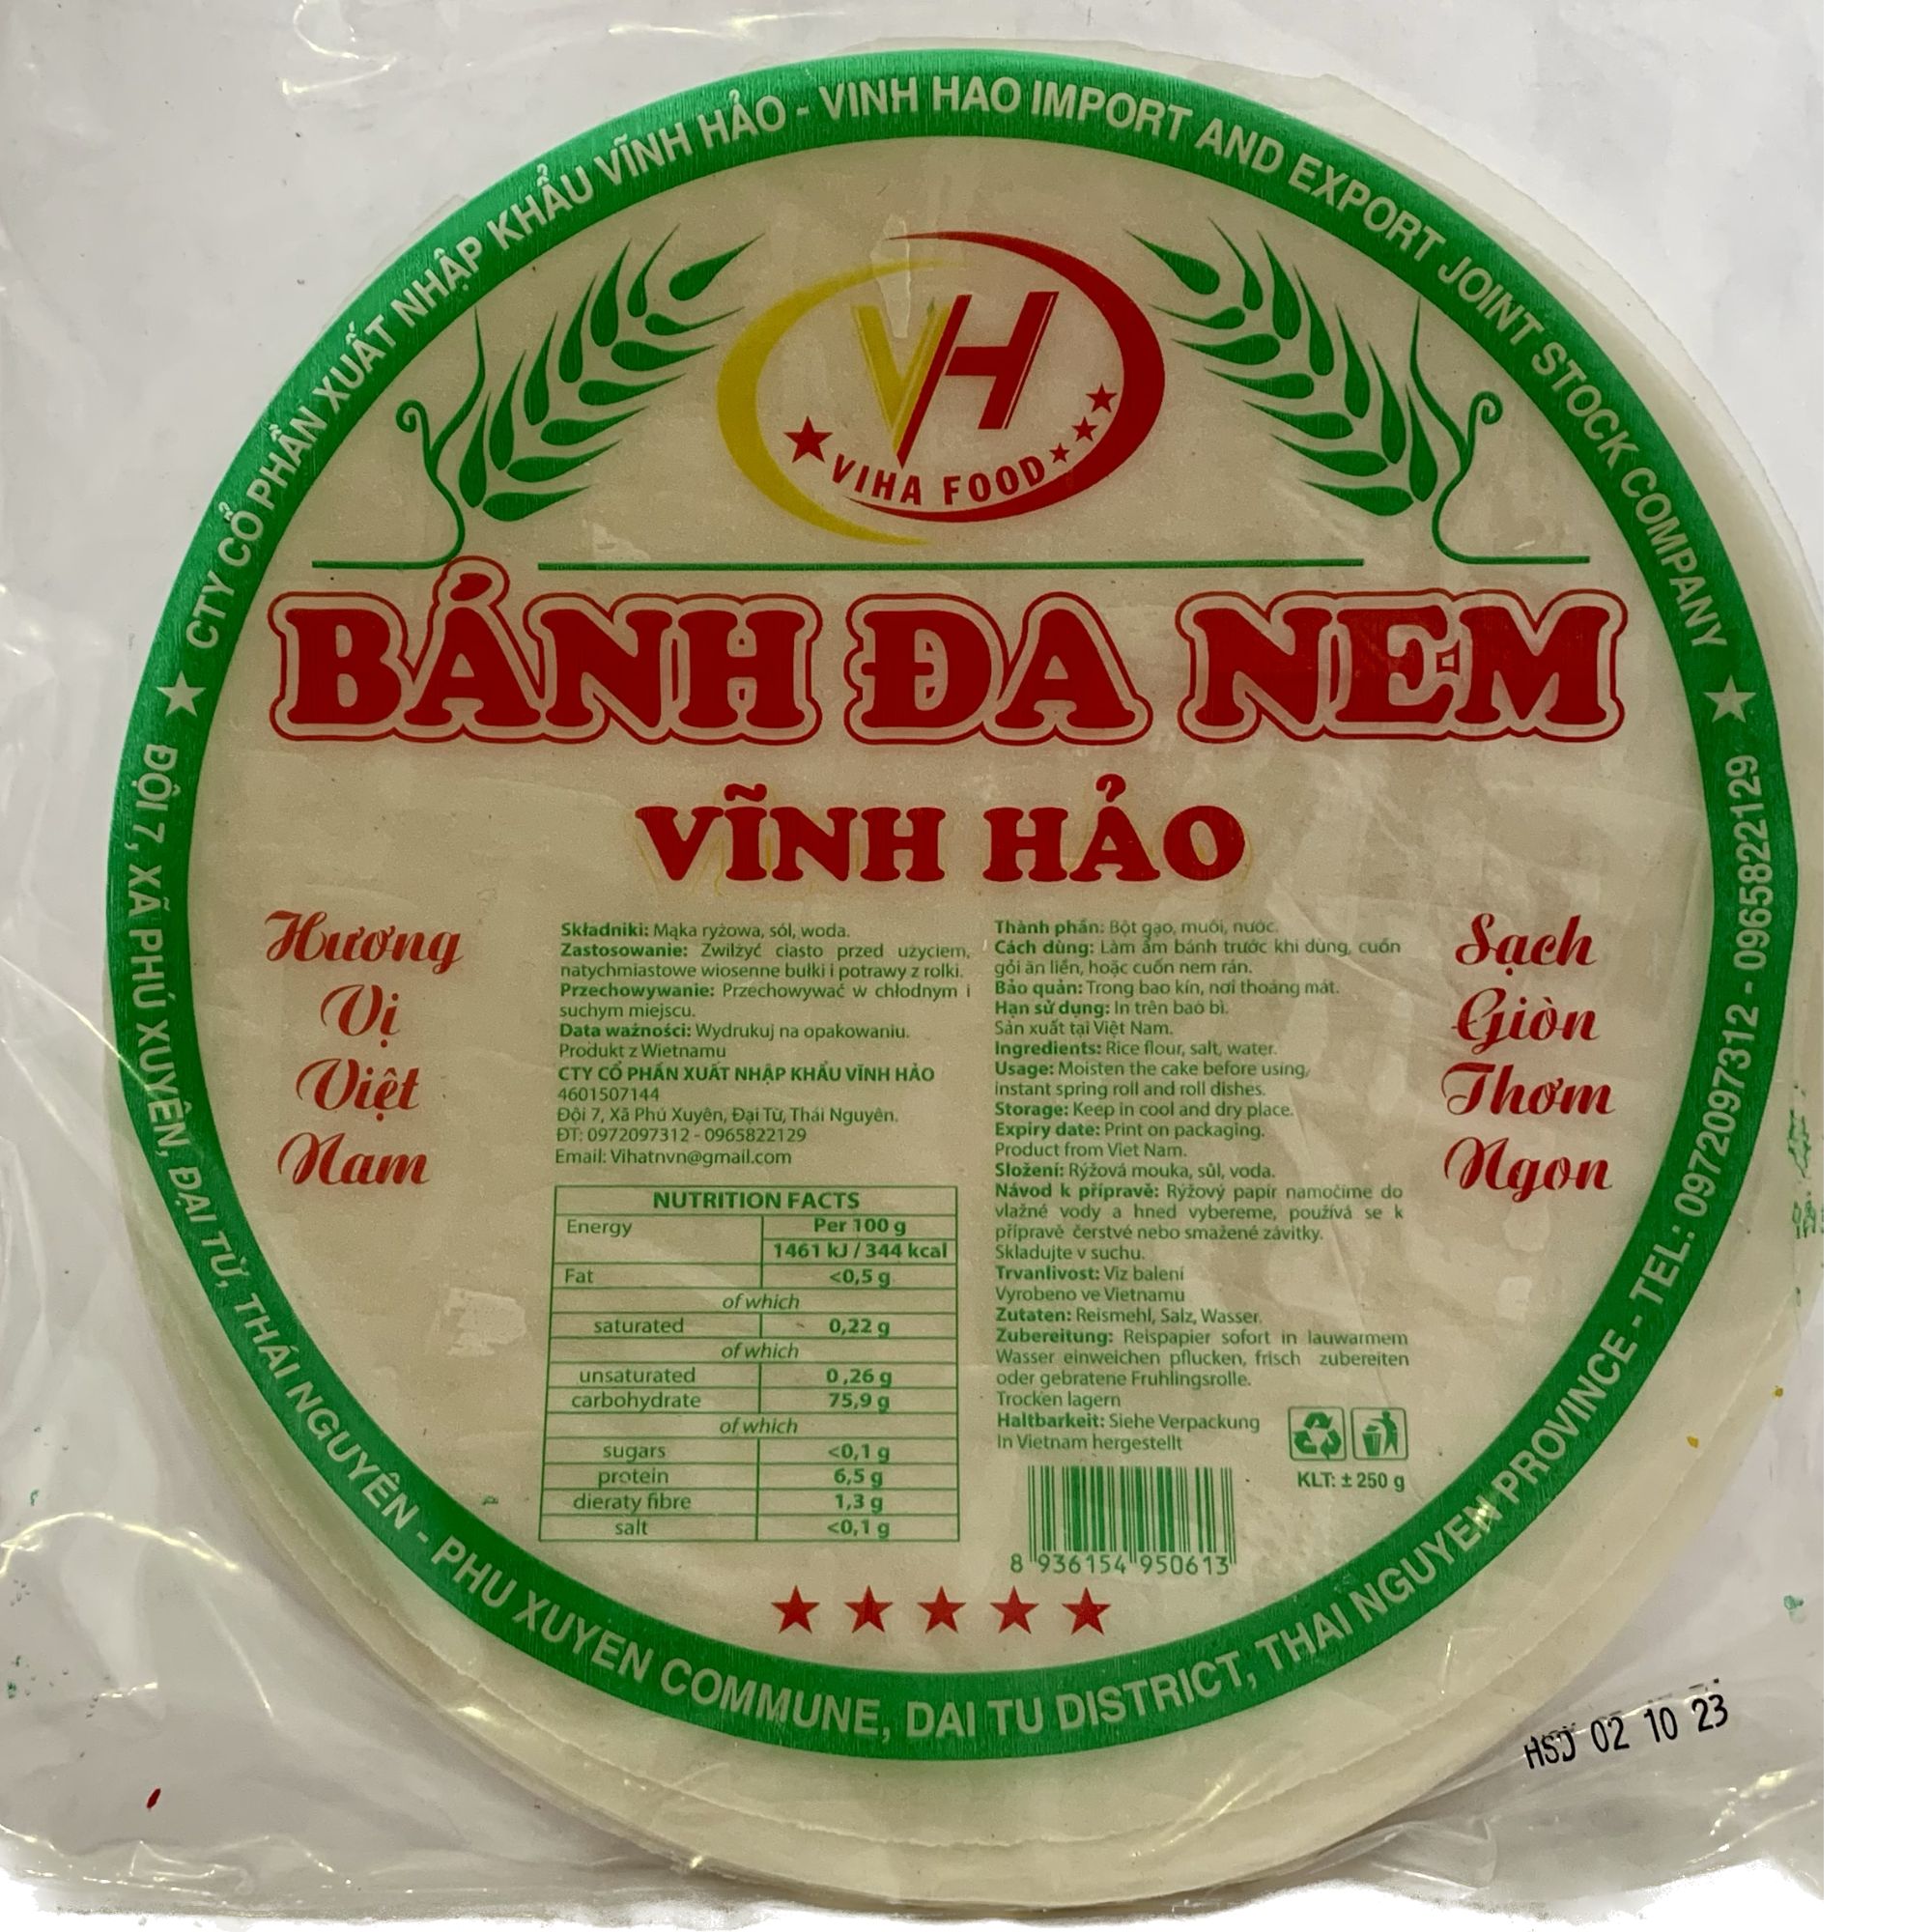 CTY CỔ PHẦN XUẤT NHẬP KHẨU VĨNH HẢO - VINH HAO IMPORT AND EXPORT JOINT STOCK COMPANY
VH
VIHA FOOD
BÁNH ĐA NEM
VĨNH HẢO
Hương
Vị
Việt
Nam
Składniki: Mąka ryżowa, sól, woda.
Zastosowanie: Zwilżyć ciasto przed użyciem,
natychmiastowe wiosenne bułki i potrawy z rolki.
Przechowywanie: Przechowywać w chłodnym i
suchym miejscu.
Data ważności: Wydrukuj na opakowaniu.
Produkt z Wietnamu
CTY CỔ PHẦN XUẤT NHẬP KHẨU VĨNH HẢO
4601507144
Đội 7, Xã Phú Xuyên, Đại Từ, Thái Nguyên.
ĐT: 0972097312 - 0965822129
Email: Vihatnvn@gmail.com
NUTRITION FACTS
Energy Per 100 g
1461 kJ / 344 kcal
Fat <0,5 g
of which
saturated 0,22 g
of which
unsaturated 0,26 g
carbohydrate 75,9 g
of which
sugars <0,1 g
protein 6,5 g
dieraty fibre 1,3 g
salt <0,1 g
Thành phần: Bột gạo, muối, nước.
Cách dùng: Làm ẩm bánh trước khi dùng, cuốn
gỏi ăn liền, hoặc cuốn nem rán.
Bảo quản: Trong bao kín, nơi thoáng mát.
Hạn sử dụng: In trên bao bì.
Sản xuất tại Việt Nam.
Ingredients: Rice flour, salt, water.
Usage: Moisten the cake before using,
instant spring roll and roll dishes.
Storage: Keep in cool and dry place.
Expiry date: Print on packaging.
Product from Viet Nam.
Složení: Rýžová mouka, sůl, voda.
Návod k přípravě: Rýžový papír namočíme do
vlažné vody a hned vybereme, používá se k
přípravě čerstvé nebo smažené závitky.
Skladujte v suchu.
Trvanlivost: Viz balení
Vyrobeno ve Vietnamu
Zutaten: Reismehl, Salz, Wasser.
Zubereitung: Reispapier sofort in lauwarmem
Wasser einweichen pflucken, frisch zubereiten
oder gebratene Fruhlingsrolle.
Trocken lagern
Haltbarkeit: Siehe Verpackung
In Vietnam hergestellt
KLT: ± 250 g
8 936154 950613
Sạch
Giòn
Thơm
Ngon
ĐỘI 7, XÃ PHÚ XUYÊN, ĐẠI TỪ, THÁI NGUYÊN - PHU XUYEN COMMUNE, DAI TU DISTRICT, THAI NGUYEN PROVINCE - TEL: 0972097312 - 0965822129
HSD 02 10 23